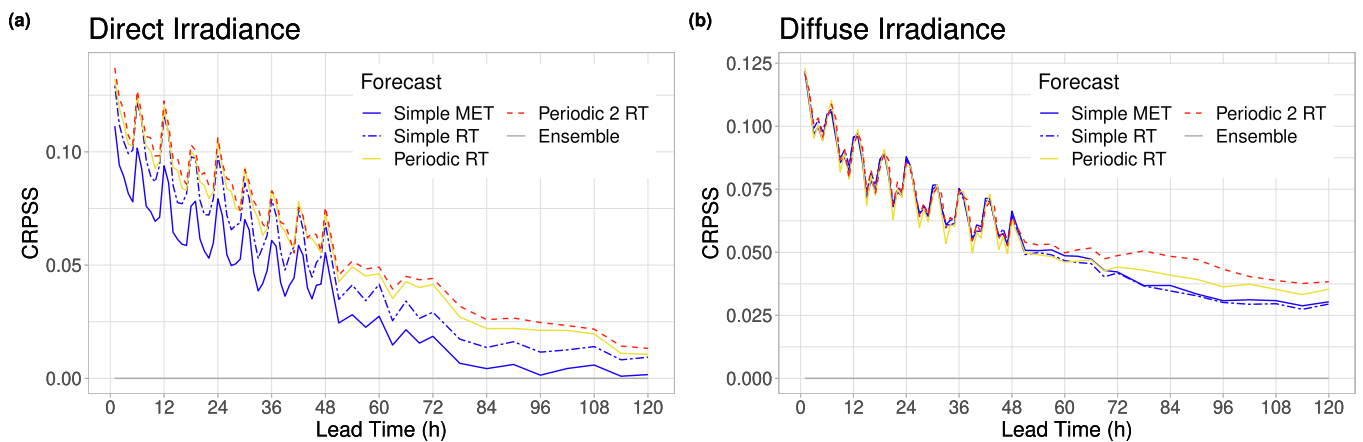 (a)
Direct Irradiance
CRPSS
0.10
0.05
0.00
Forecast
Simple MET
Simple RT
Periodic RT
Periodic 2 RT
Ensemble
0 12 24 36 48 60 72 84 96 108 120
Lead Time (h)
(b)
Diffuse Irradiance
CRPSS
0.125
0.100
0.075
0.050
0.025
0.000
Forecast
Simple MET
Simple RT
Periodic RT
Periodic 2 RT
Ensemble
0 12 24 36 48 60 72 84 96 108 120
Lead Time (h)